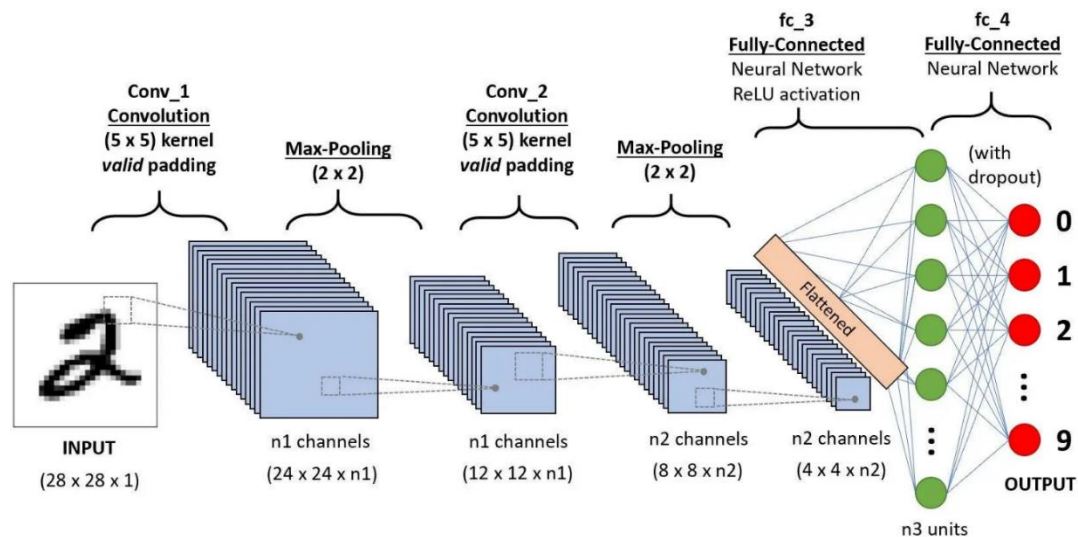 fc_3
Fully-Connected
Neural Network
ReLU activation
fc_4
Fully-Connected
Neural Network
Conv_1
Convolution
(5 x 5) kernel
valid padding
Max-Pooling
(2 x 2)
Conv_2
Convolution
(5 x 5) kernel
valid padding
Max-Pooling
(2 x 2)
(with
dropout)
Flattened
0
1
2
...
9
...
2
INPUT
(28 x 28 x 1)
n1 channels
(24 x 24 x n1)
n1 channels
(12 x 12 x n1)
n2 channels
(8 x 8 x n2)
n2 channels
(4 x 4 x n2)
OUTPUT
n3 units